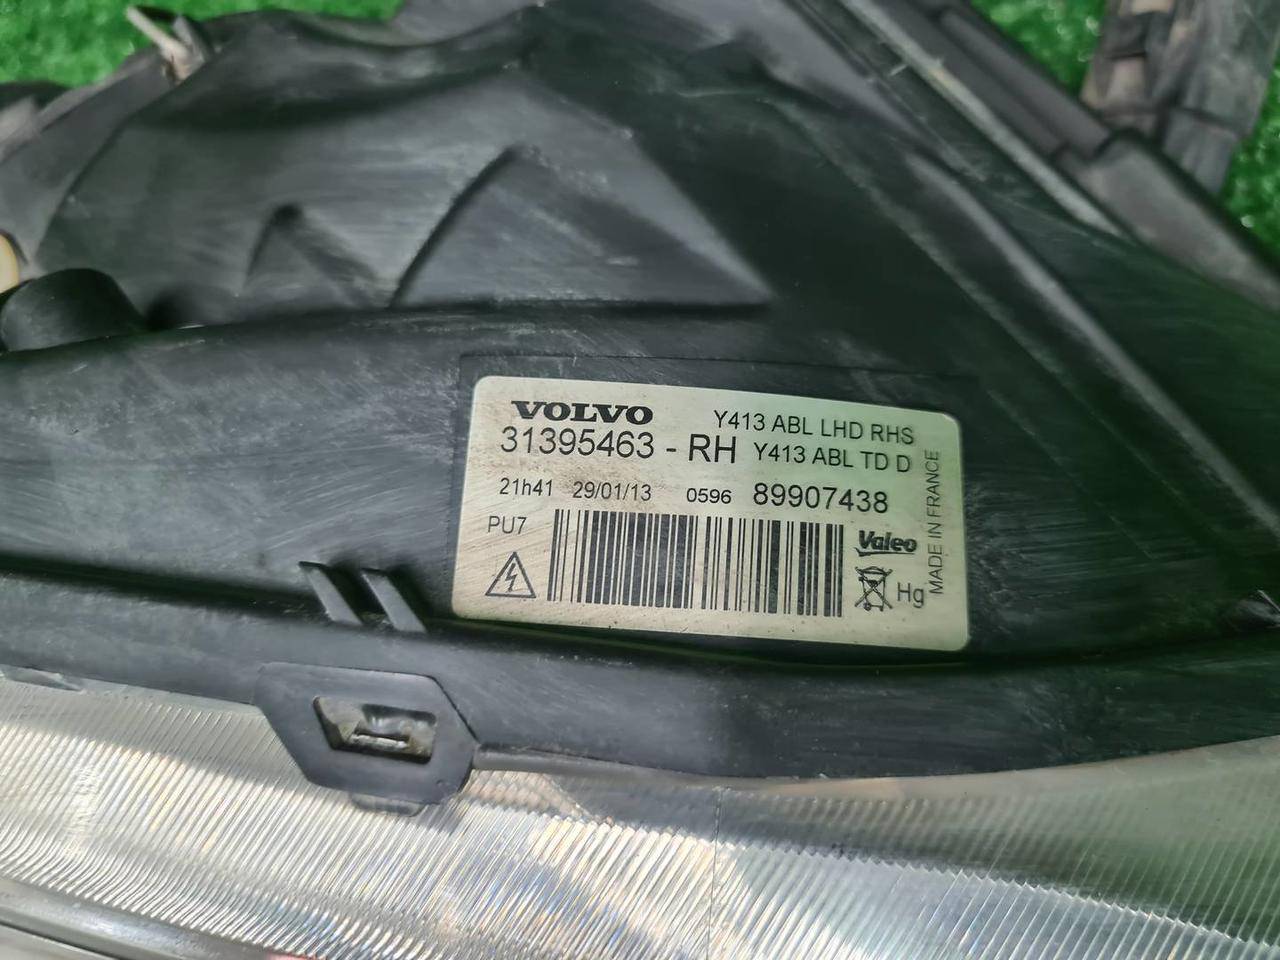 VOLVO Y413 ABL LHD RHS
31395463 - RH Y413 ABL TD D
21h41 29/01/13 0596 89907438
PU7
Valeo
Hg
MADE IN FRANCE